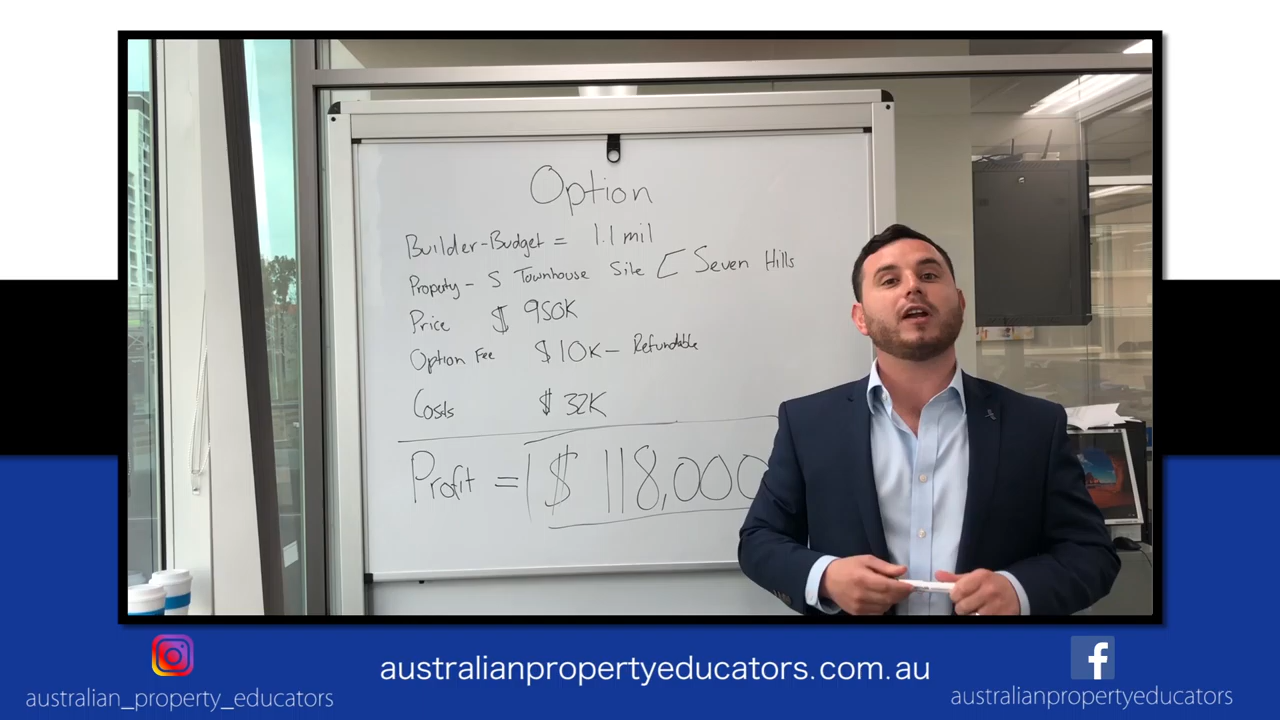 Option
Builder-Budget = 1.1 mil
Property - 5 Townhouse Site [ Seven Hills
Price $ 950K
Option Fee $10K - Refundable
Costs $ 32K
Profit = $ 118,000
australian_property_educators
australianpropertyeducators.com.au
australianpropertyeducators